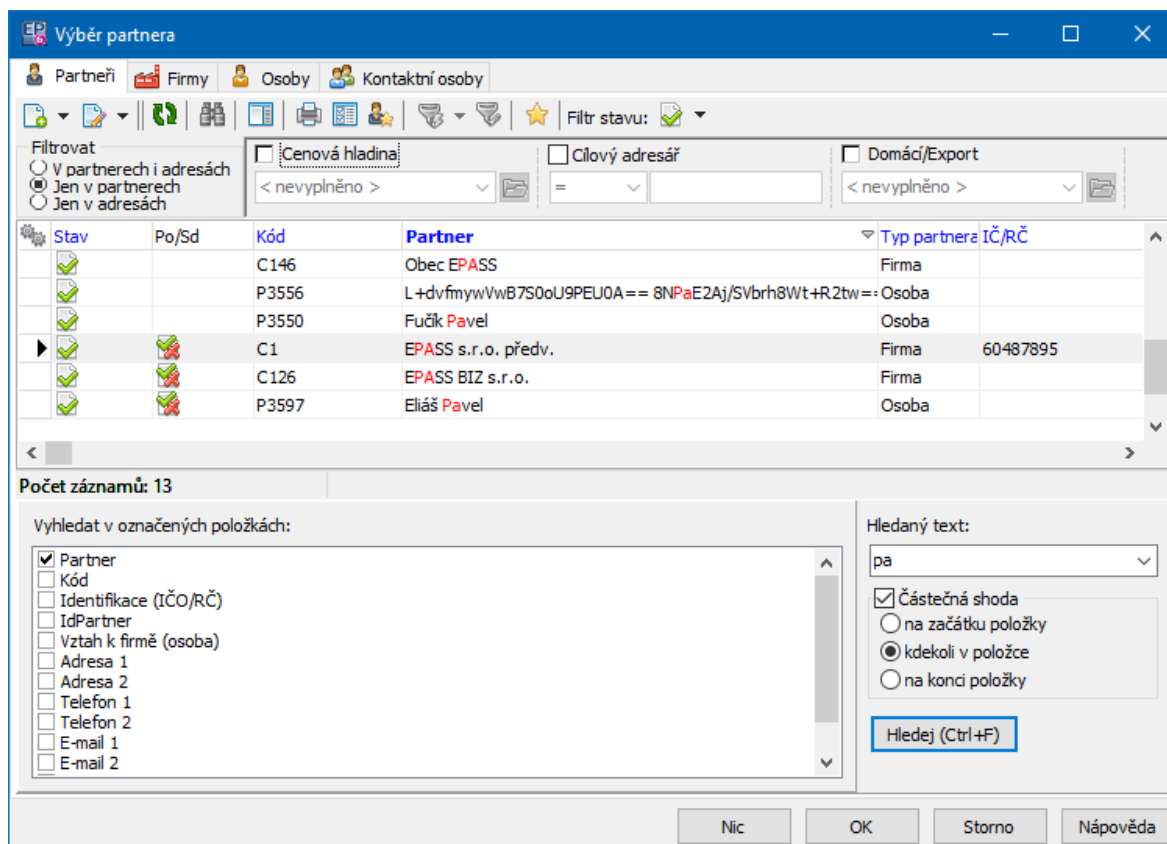 Výběr partnera
Partneři Firmy Osoby Kontaktní osoby
Filtr stavu:
Filtrovat
V partnerech i adresách
Jen v partnerech
Jen v adresách
Cenová hladina Cílový adresář Domácí/Export
< nevyplněno > = < nevyplněno >
Stav Po/Sd Kód Partner Typ partnera IČ/RČ
C146 Obec EPASS Firma
P3556 L+dvfmywVwB7S0oU9PEU0A== 8NPaE2Aj/SVbrh8Wt+R2tw== Osoba
P3550 Fučík Pavel Osoba
C1 EPASS s.r.o. předv. Firma 60487895
C126 EPASS BIZ s.r.o. Firma
P3597 Eliáš Pavel Osoba
Počet záznamů: 13
Vyhledat v označených položkách:
Partner
Kód
Identifikace (IČO/RČ)
IdPartner
Vztah k firmě (osoba)
Adresa 1
Adresa 2
Telefon 1
Telefon 2
E-mail 1
E-mail 2
Hledaný text:
pa
Částečná shoda
na začátku položky
kdekoli v položce
na konci položky
Hledej (Ctrl+F)
Nic OK Storno Nápověda